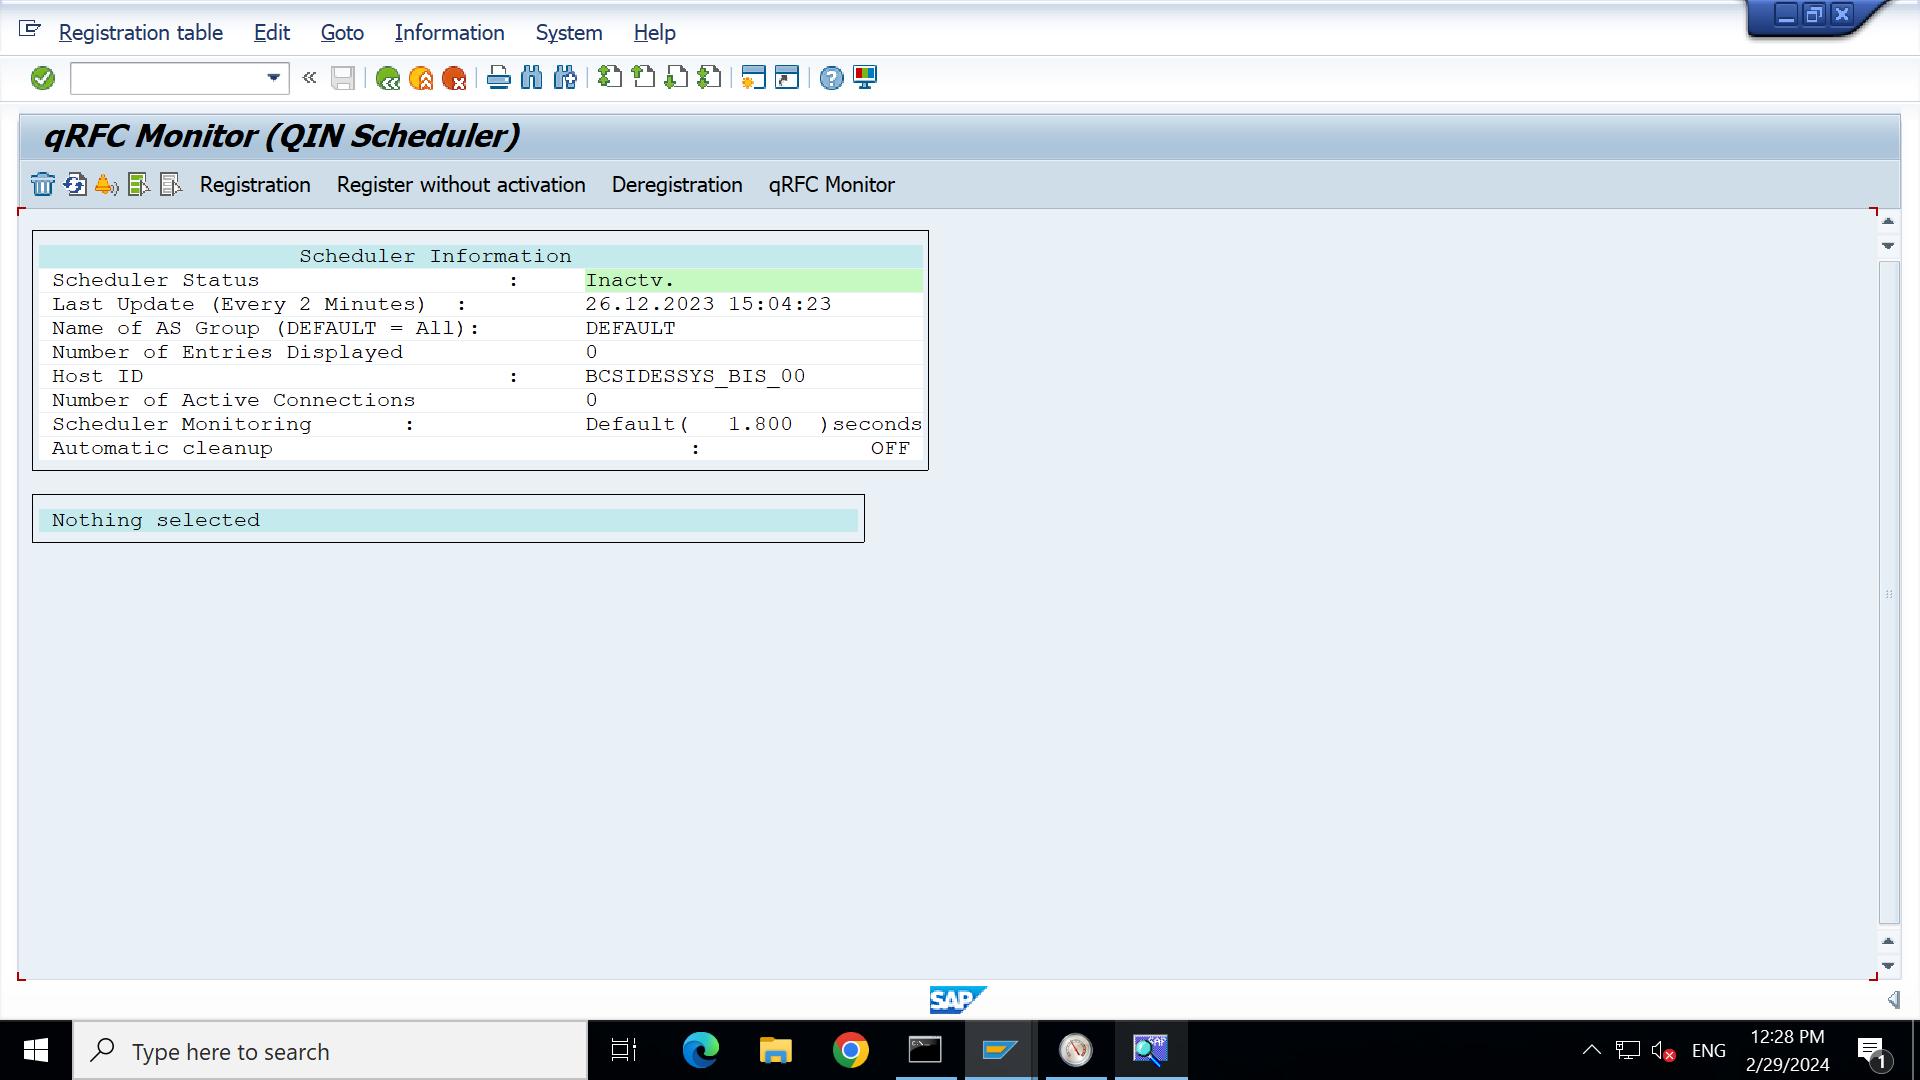 Registration table Edit Goto Information System Help
qRFC Monitor (QIN Scheduler)
Registration Register without activation Deregistration qRFC Monitor
Scheduler Information
Scheduler Status : Inactv.
Last Update (Every 2 Minutes) : 26.12.2023 15:04:23
Name of AS Group (DEFAULT = All): DEFAULT
Number of Entries Displayed 0
Host ID : BCSIDESSYS_BIS_00
Number of Active Connections 0
Scheduler Monitoring : Default( 1.800 )seconds
Automatic cleanup : OFF
Nothing selected
SAP
Type here to search
ENG
12:28 PM
2/29/2024
1